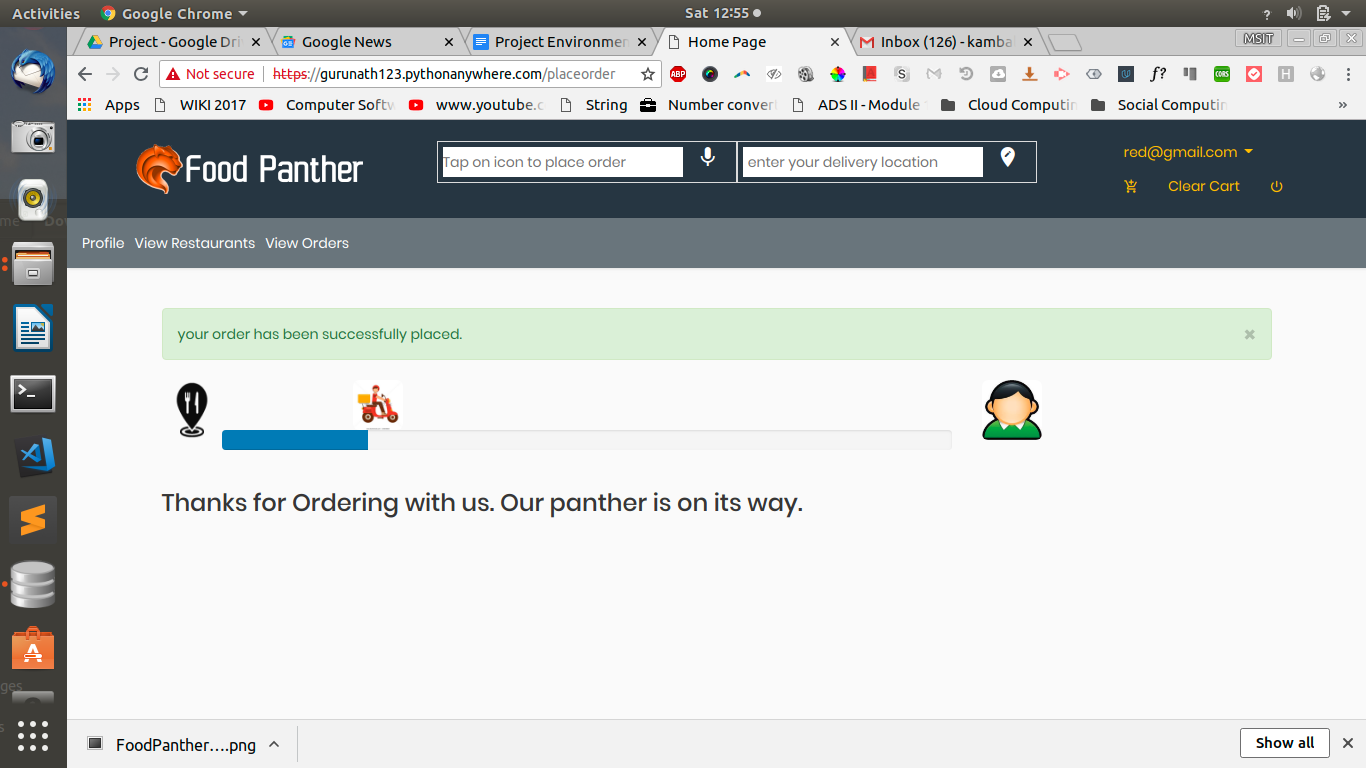 Activities
Google Chrome
Sat 12:55
?
Project - Google Dri
Google News
Project Environmen
Home Page
Inbox (126) - kamba
MSIT
Not secure
https://gurunath123.pythonanywhere.com/placeorder
ABP
S
f?
CORS
H
Apps
WIKI 2017
Computer Softw
www.youtube.c
String
Number conver
ADS II - Module
Cloud Computin
Social Computin
»
Food Panther
Tap on icon to place order
enter your delivery location
red@gmail.com
Clear Cart
Profile
View Restaurants
View Orders
your order has been successfully placed.
×
Thanks for Ordering with us. Our panther is on its way.
FoodPanther....png
Show all